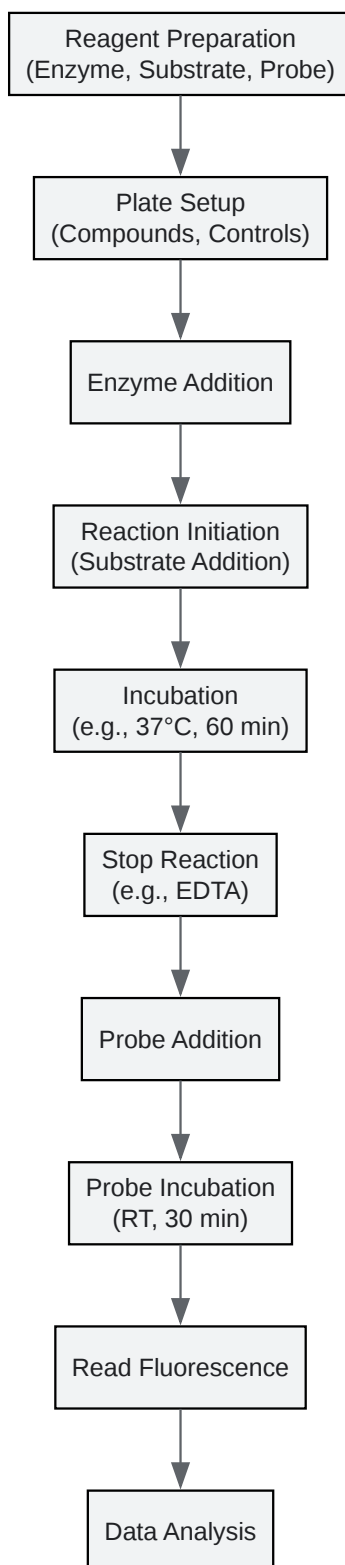 Reagent Preparation
(Enzyme, Substrate, Probe)
Plate Setup
(Compounds, Controls)
Enzyme Addition
Reaction Initiation
(Substrate Addition)
Incubation
(e.g., 37°C, 60 min)
Stop Reaction
(e.g., EDTA)
Probe Addition
Probe Incubation
(RT, 30 min)
Read Fluorescence
Data Analysis